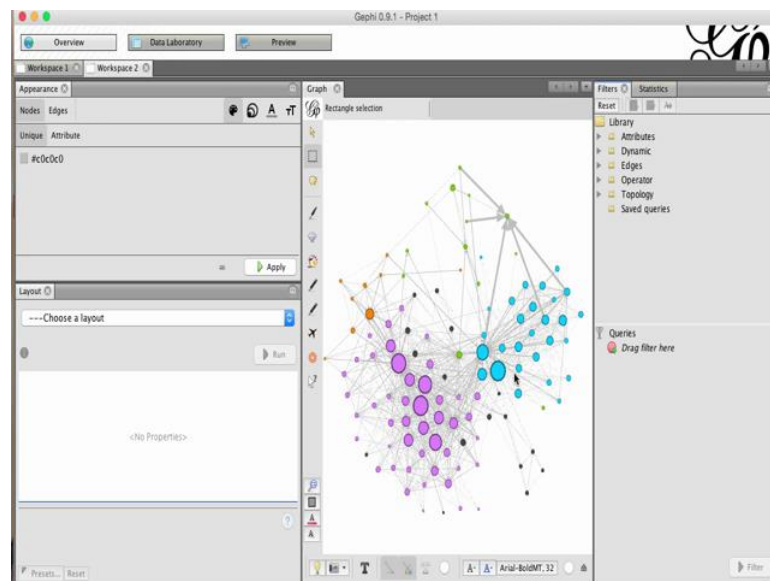 Gephi 0.9.1 - Project 1
Overview
Data Laboratory
Preview
Workspace 1
Workspace 2
Appearance
Nodes Edges
Unique Attribute
#c0c0c0
Apply
Layout
---Choose a layout
Run
<No Properties>
Presets... Reset
Graph
Rectangle selection
Arial-BoldMT, 32
Filters
Statistics
Reset
Library
Attributes
Dynamic
Edges
Operator
Topology
Saved queries
Queries
Drag filter here
Filter